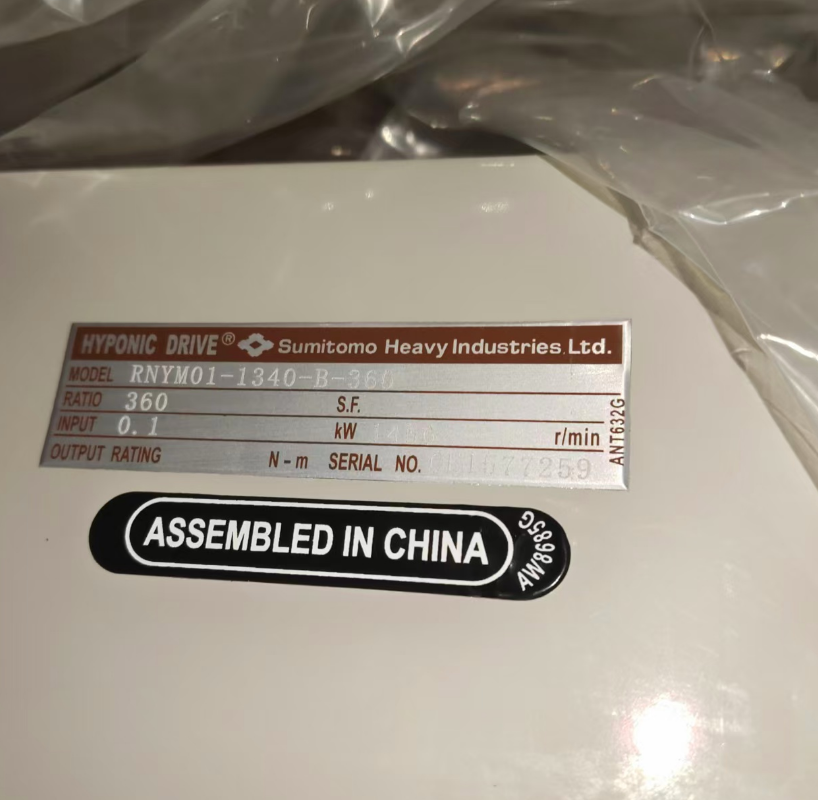 HYPONIC DRIVE® Sumitomo Heavy Industries, Ltd.
MODEL RNYM01-1340-B-360
RATIO 360 S.F.
INPUT 0.1 kW r/min
OUTPUT RATING N-m SERIAL NO.
ANT632G
ASSEMBLED IN CHINA
AW8985G